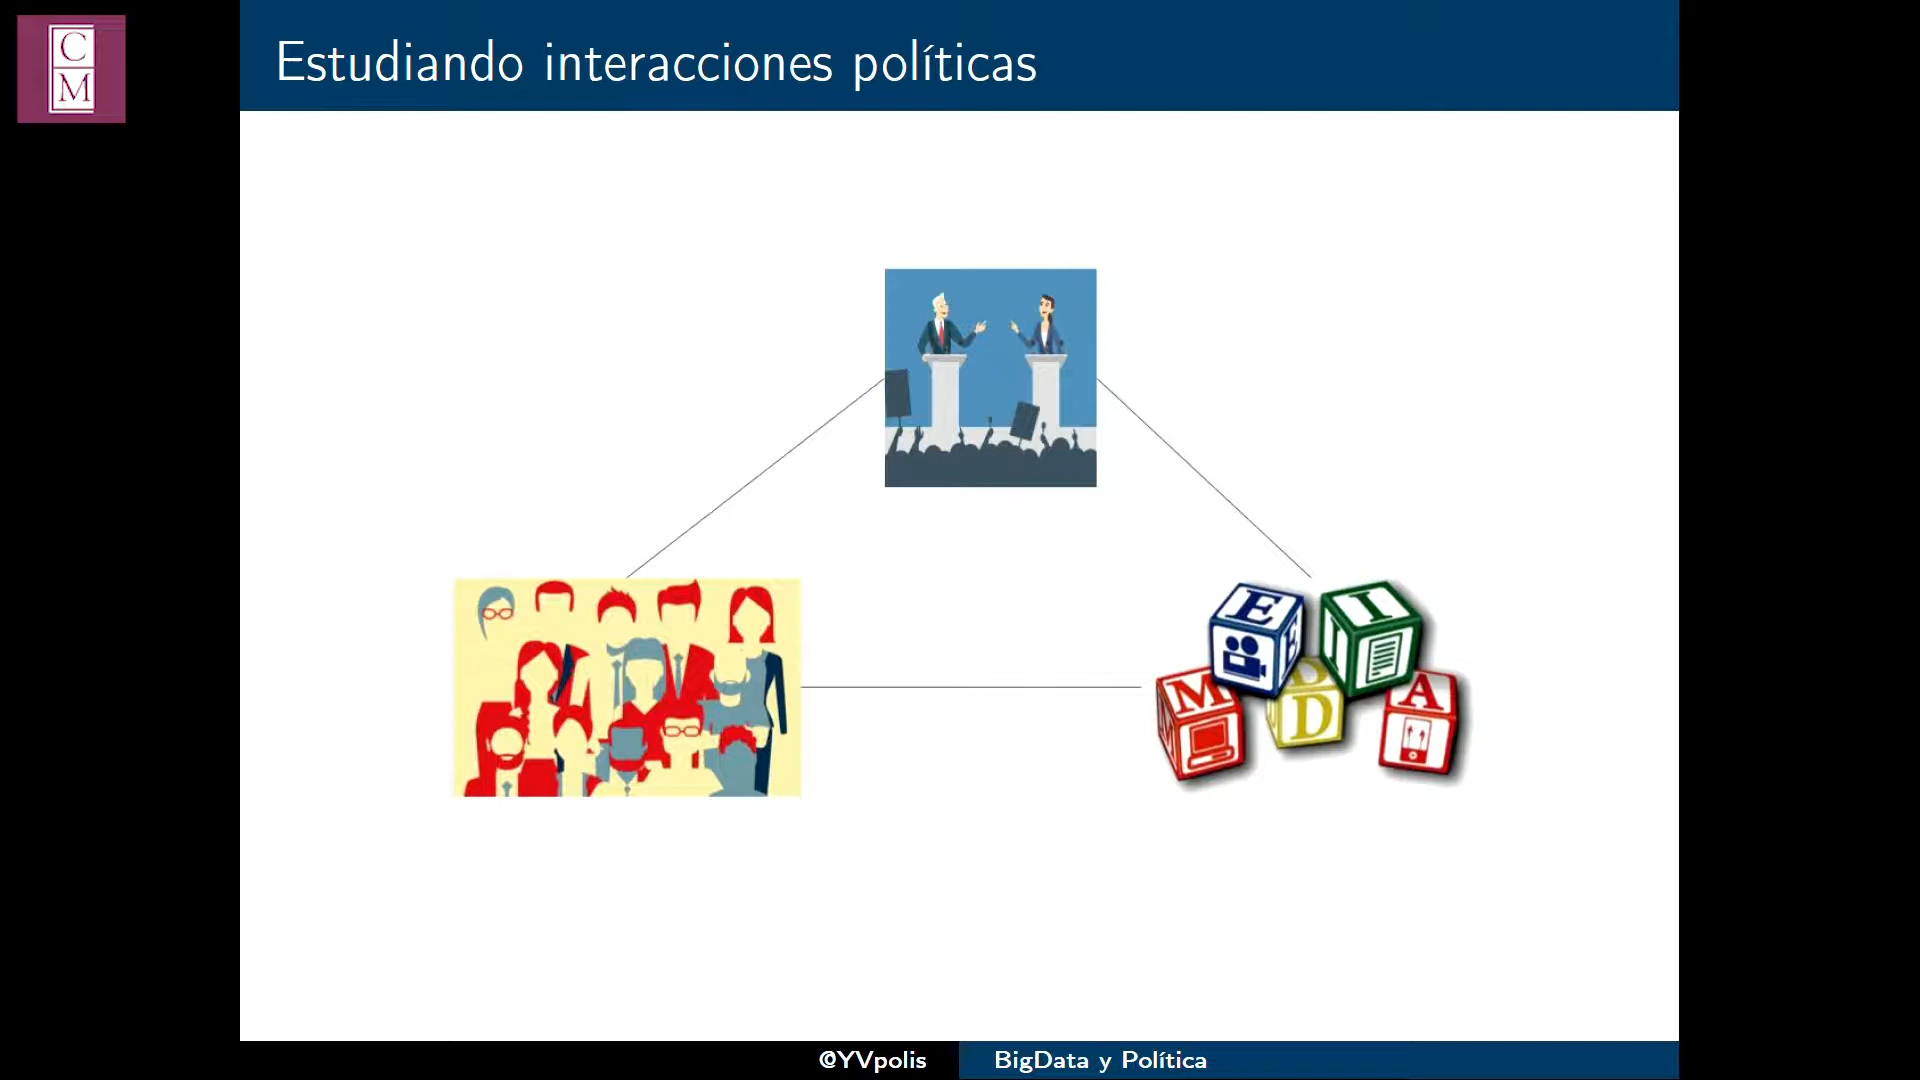 C
M
Estudiando interacciones políticas
E
E
I
I
M
M
D
D
A
@YVpolis
BigData y Política